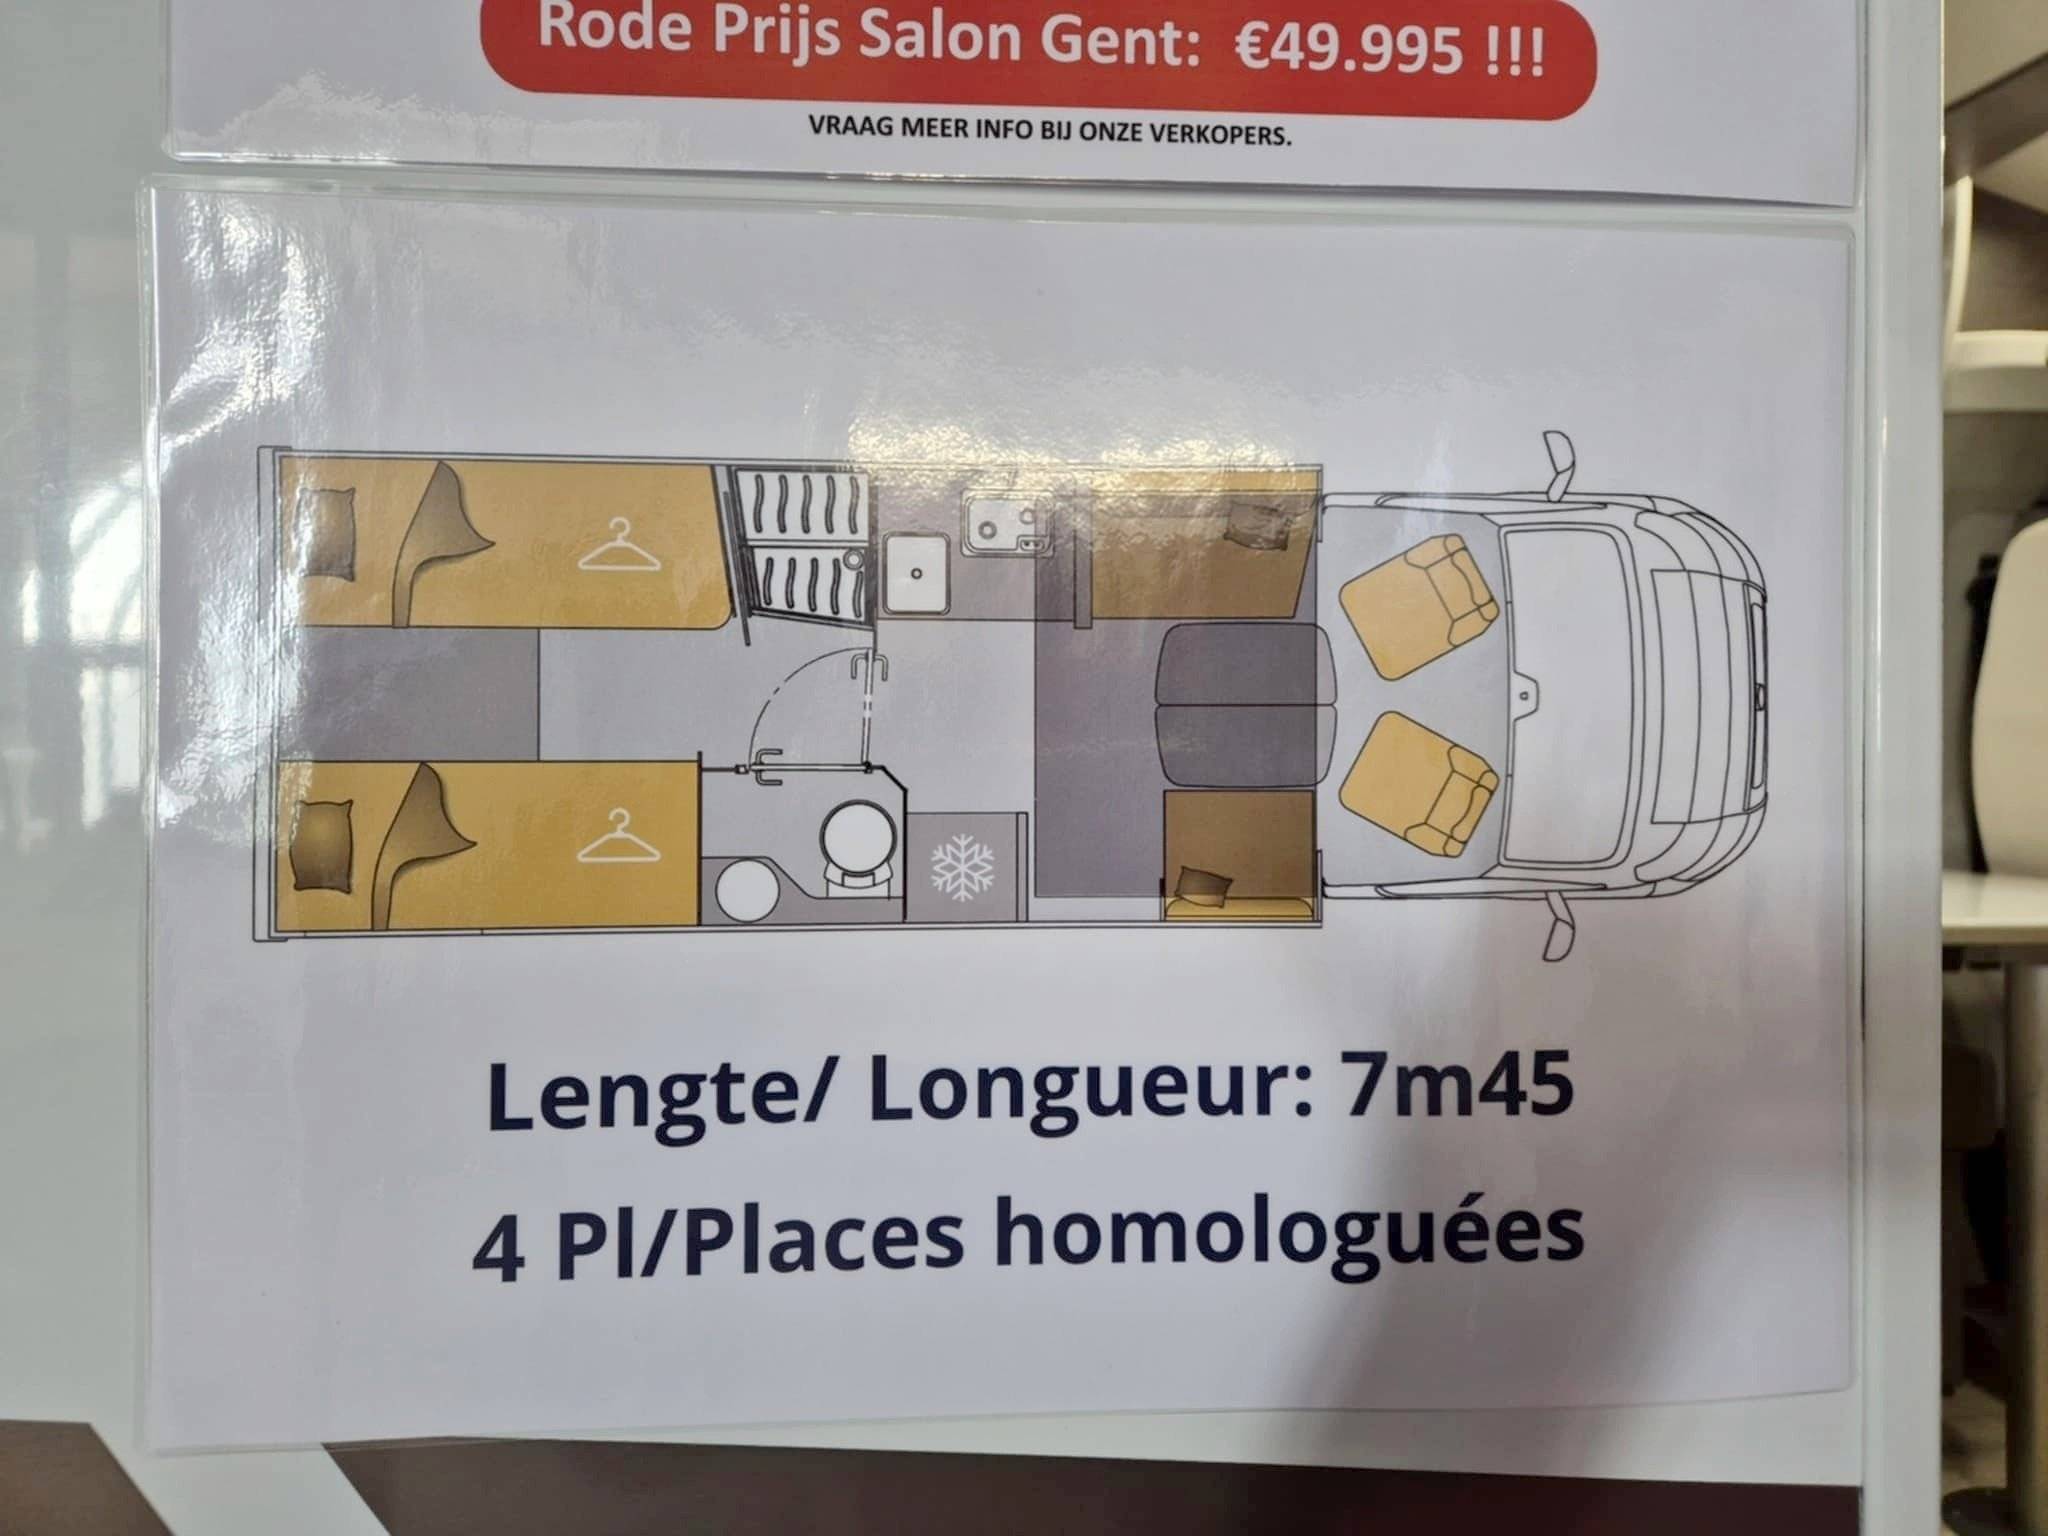 Rode Prijs Salon Gent: €49.995 !!!
VRAAG MEER INFO BIJ ONZE VERKOPERS.
Lengte/ Longueur: 7m45
4 Pl/Places homologuées